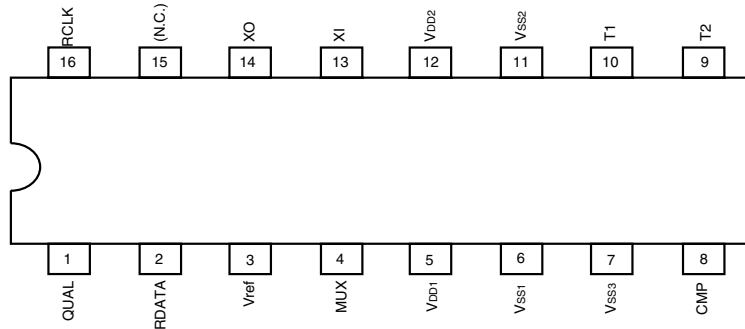 RCLK (N.C.) XO XI VDD2 VSS2 T1 T2
16 15 14 13 12 11 10 9
1 2 3 4 5 6 7 8
QUAL RDATA Vref MUX VDD1 VSS1 VSS3 CMP